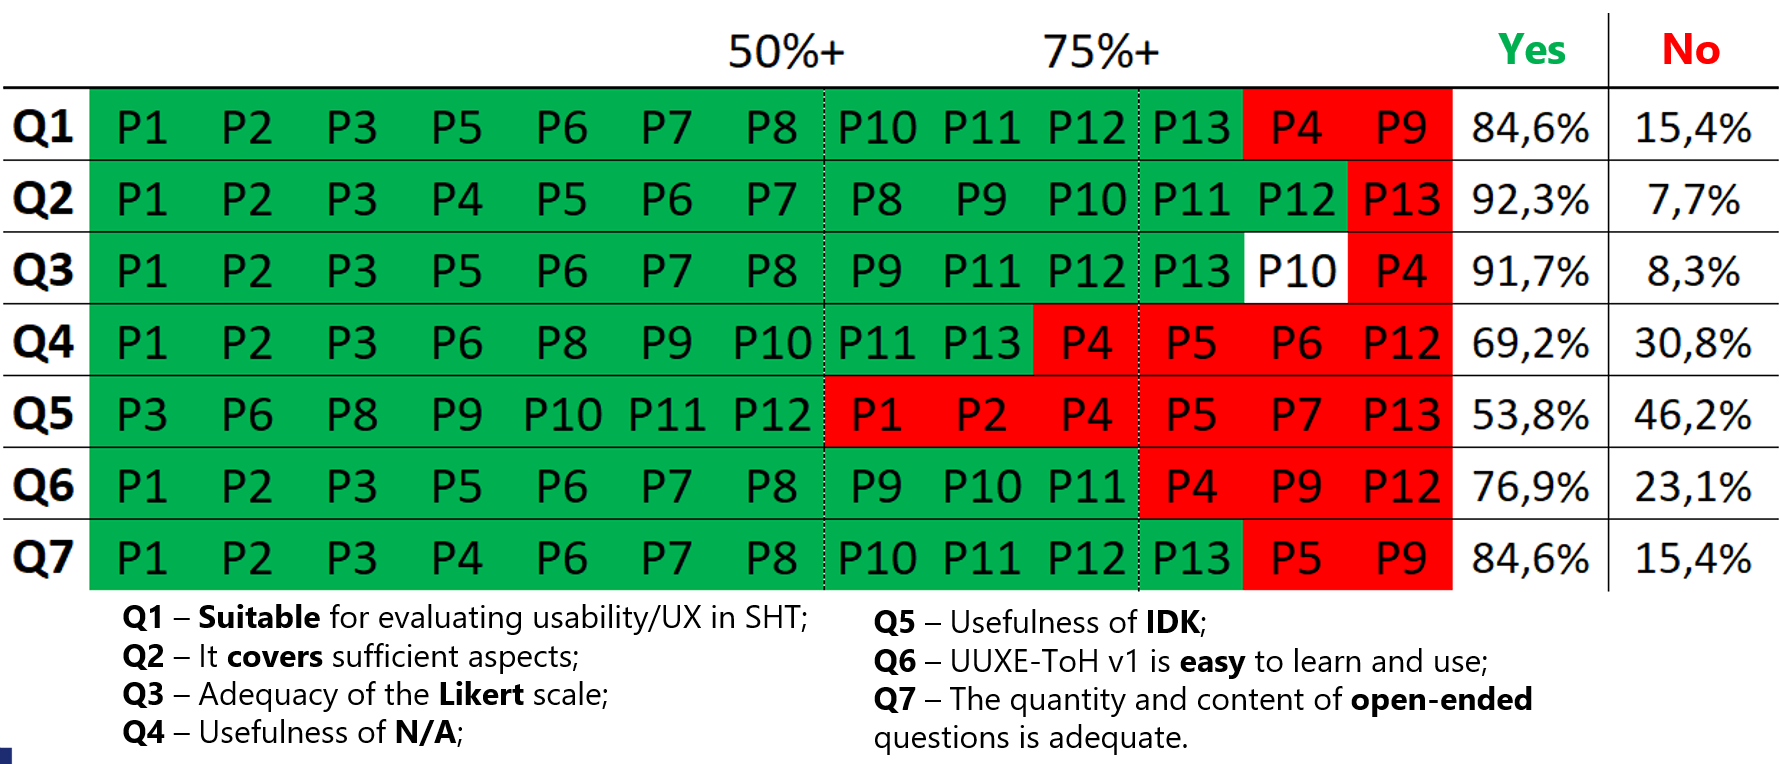 50%+ 75%+ Yes No
Q1 P1 P2 P3 P5 P6 P7 P8 P10 P11 P12 P13 P4 P9 84,6% 15,4%
Q2 P1 P2 P3 P4 P5 P6 P7 P8 P9 P10 P11 P12 P13 92,3% 7,7%
Q3 P1 P2 P3 P5 P6 P7 P8 P9 P11 P12 P13 P10 P4 91,7% 8,3%
Q4 P1 P2 P3 P6 P8 P9 P10 P11 P13 P4 P5 P6 P12 69,2% 30,8%
Q5 P3 P6 P8 P9 P10 P11 P12 P1 P2 P4 P5 P7 P13 53,8% 46,2%
Q6 P1 P2 P3 P5 P6 P7 P8 P9 P10 P11 P4 P9 P12 76,9% 23,1%
Q7 P1 P2 P3 P4 P6 P7 P8 P10 P11 P12 P13 P5 P9 84,6% 15,4%
Q1 – Suitable for evaluating usability/UX in SHT;
Q2 – It covers sufficient aspects;
Q3 – Adequacy of the Likert scale;
Q4 – Usefulness of N/A;
Q5 – Usefulness of IDK;
Q6 – UUXE-ToH v1 is easy to learn and use;
Q7 – The quantity and content of open-ended
questions is adequate.